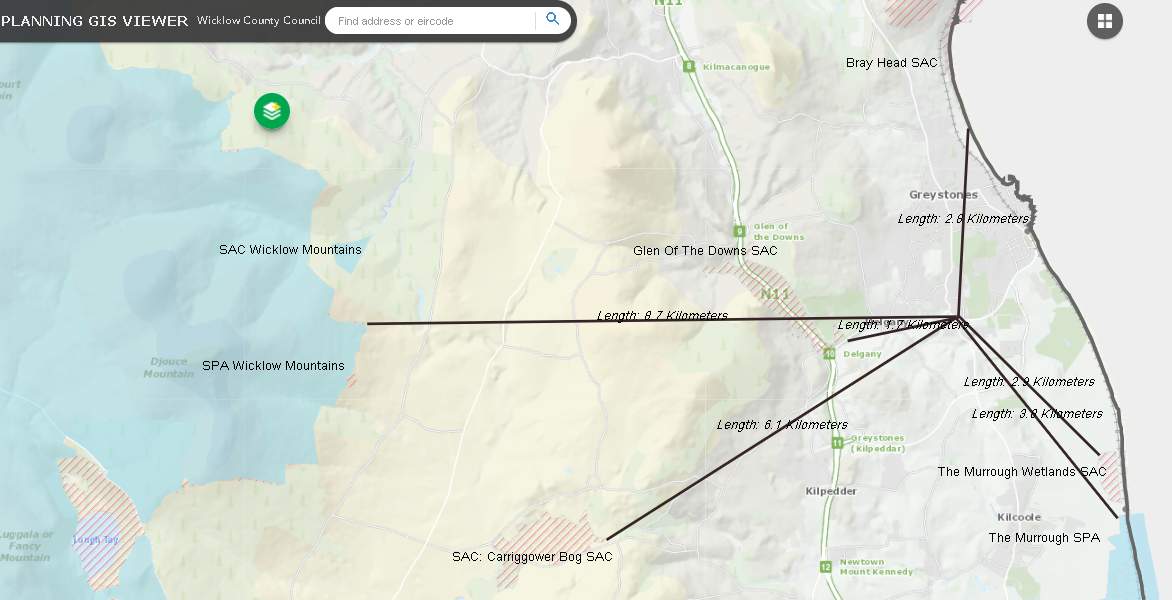 PLANNING GIS VIEWER Wicklow County Council Find address or eircode
N11
Bray Head SAC
8 Kilmacanogue
Greystones
Length: 2.8 Kilometers
9 Glen of
the Downs
SAC Wicklow Mountains
Glen Of The Downs SAC
N11
Length: 8.7 Kilometers
Length: 1.7 Kilometers
10 Delgany
Djouce
Mountain
SPA Wicklow Mountains
Length: 2.9 Kilometers
Length: 3.8 Kilometers
Length: 6.1 Kilometers
11 Greystones
(Kilpeddar)
The Murrough Wetlands SAC
Kilpedder
Kilcoole
The Murrough SPA
Luggala or
Fancy
Mountain
Lough Tay
SAC: Carriggower Bog SAC
12 Newtown
Mount Kennedy